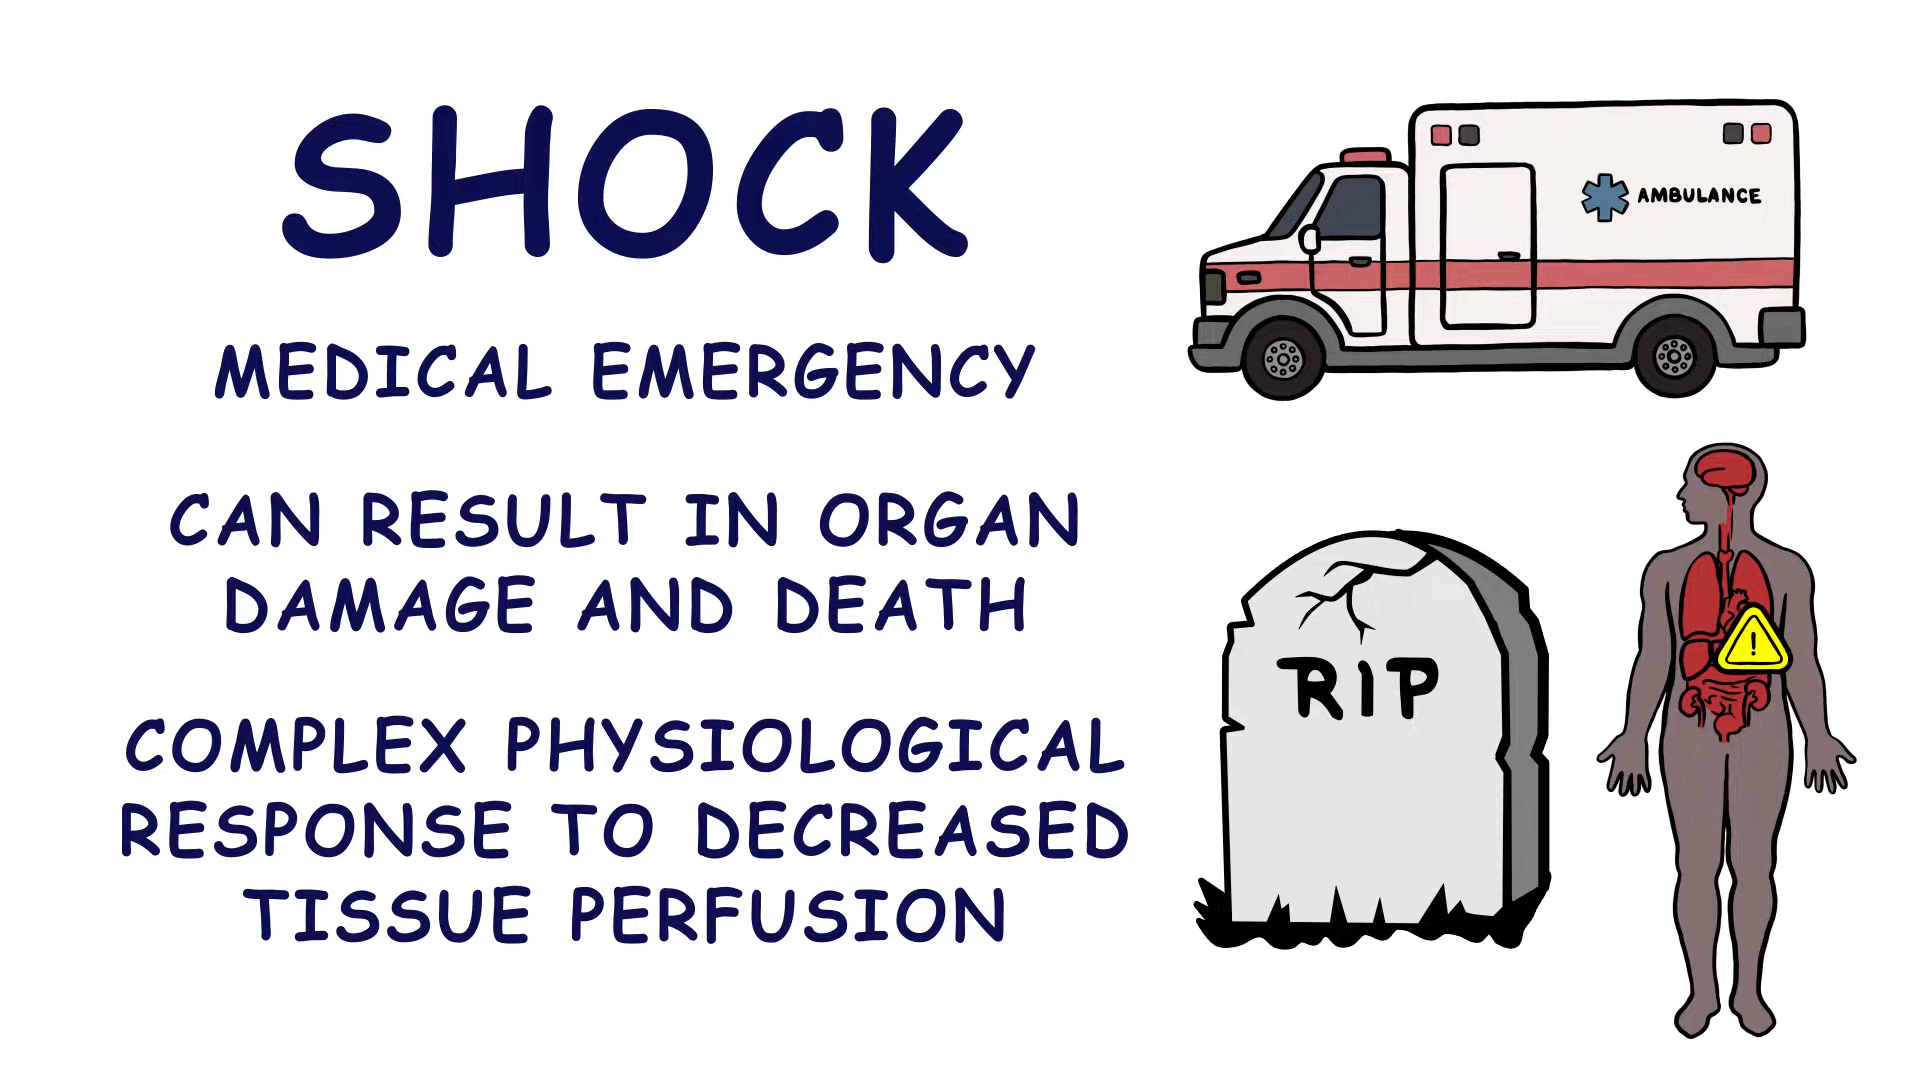 SHOCK
MEDICAL EMERGENCY
CAN RESULT IN ORGAN
DAMAGE AND DEATH
COMPLEX PHYSIOLOGICAL
RESPONSE TO DECREASED
TISSUE PERFUSION
AMBULANCE
RIP
!